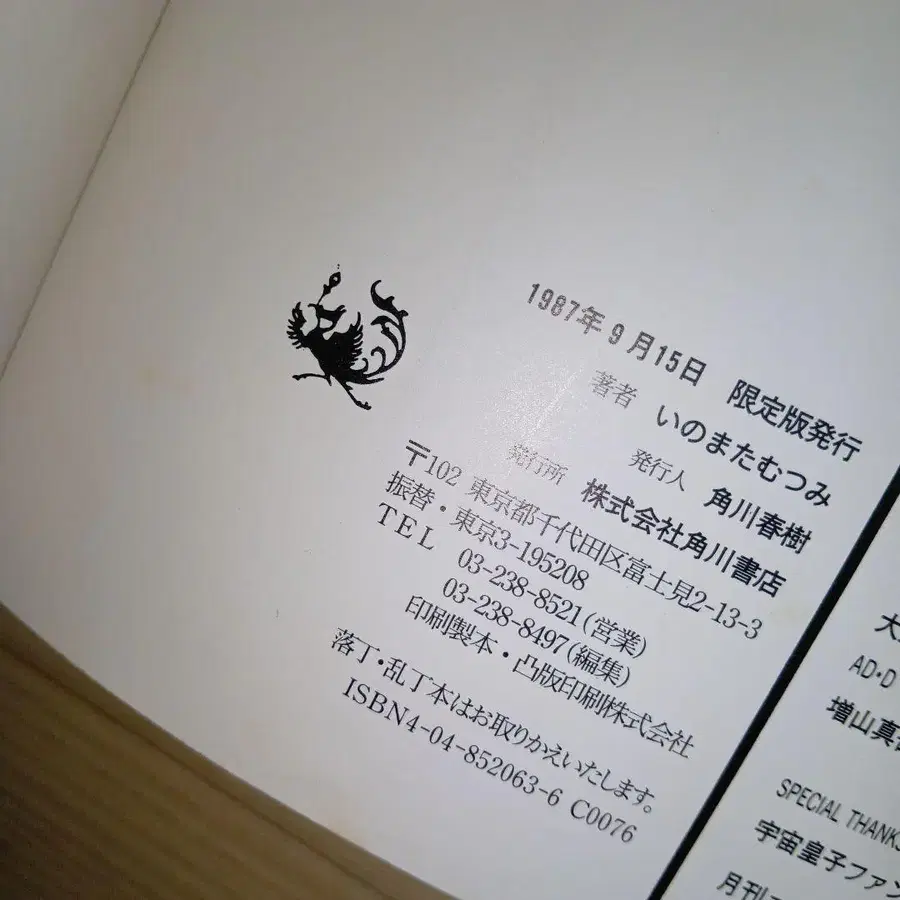 1987年9月15日 限定版発行
著者 いのまたむつみ
発行人 角川春樹
発行所 株式会社角川書店
〒102 東京都千代田区富士見2-13-3
振替・東京3-195208
TEL 03-238-8521(営業)
03-238-8497(編集)
印刷製本・凸版印刷株式会社
落丁・乱丁本はお取りかえいたします。
ISBN4-04-852063-6 C0076
AD・D
増山真
SPECIAL THANKS
宇宙皇子ファン
月刊